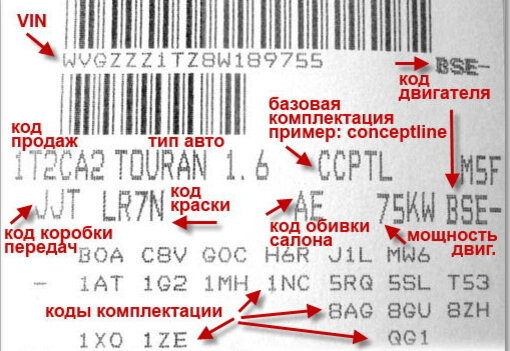 VIN
WVGZZZ1TZ8W189755
BSE-
код
двигателя
базовая
комплектация
пример: conceptline
код
продаж
тип авто
1T2CA2 TOURAN 1.6 CCPTL M5F
JJT LR7N AE 75KW BSE-
код
краски
код коробки
передач
код обивки
салона
мощность
двиг.
BOA C8V GOC H6R J1L MW6
- 1AT 1G2 1MH 1NC 5RQ 5SL T53
коды комплектации
8AG 8GU 8ZH
1XO 1ZE QG1